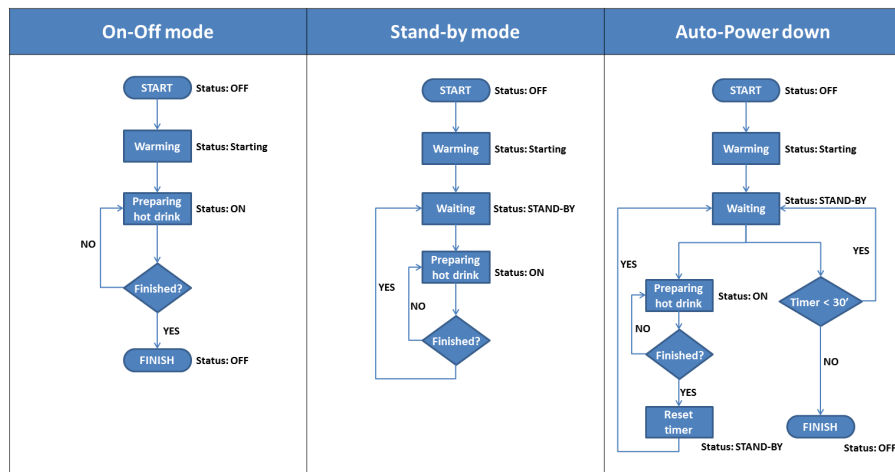 On-Off mode
Stand-by mode
Auto-Power down
START
Status: OFF
Warming
Status: Starting
Preparing
hot drink
Status: ON
NO
Finished?
YES
FINISH
Status: OFF
START
Status: OFF
Warming
Status: Starting
Waiting
Status: STAND-BY
Preparing
hot drink
Status: ON
YES
NO
Finished?
START
Status: OFF
Warming
Status: Starting
Waiting
Status: STAND-BY
YES
YES
Preparing
hot drink
Status: ON
Timer < 30'
NO
Finished?
YES
NO
Reset
timer
Status: STAND-BY
FINISH
Status: OFF